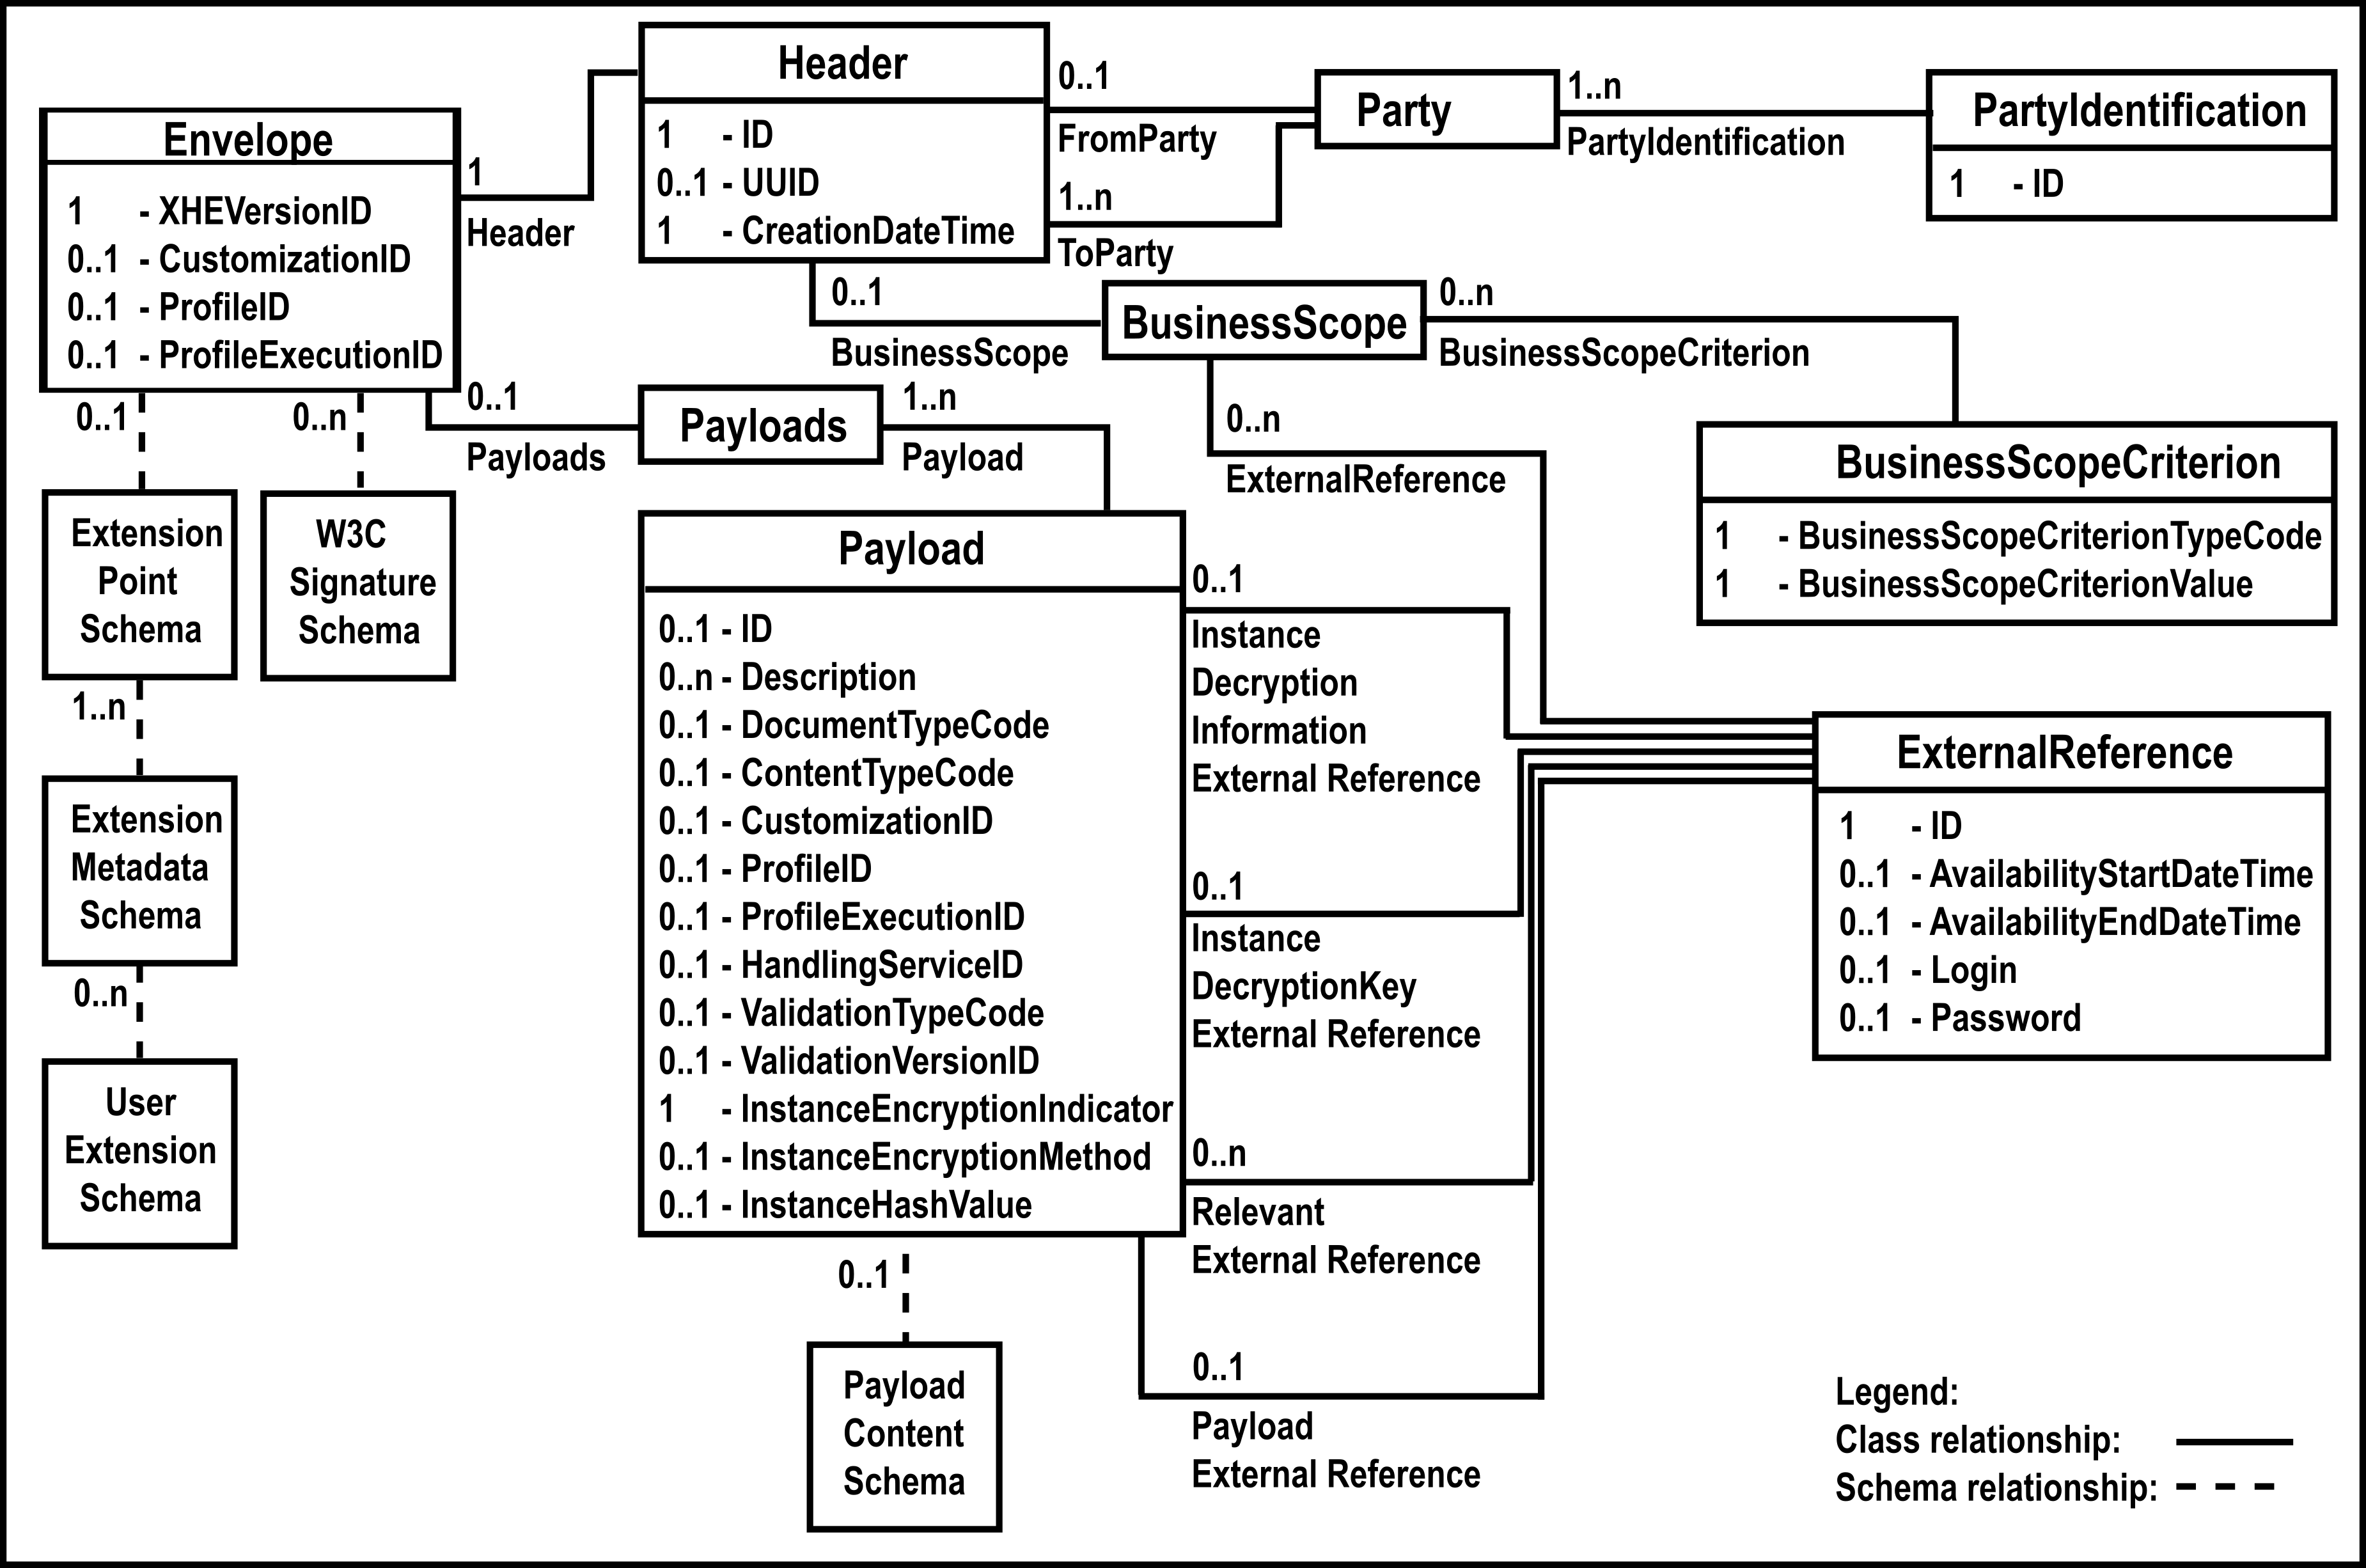 Envelope
1 - XHEVersionID
0..1 - CustomizationID
0..1 - ProfileID
0..1 - ProfileExecutionID
1
Header
Header
1 - ID
0..1 - UUID
1 - CreationDateTime
0..1
FromParty
1..n
ToParty
Party
1..n
PartyIdentification
PartyIdentification
1 - ID
0..1
BusinessScope
BusinessScope
0..n
BusinessScopeCriterion
0..n
ExternalReference
BusinessScopeCriterion
1 - BusinessScopeCriterionTypeCode
1 - BusinessScopeCriterionValue
0..1
Payloads
Payloads
1..n
Payload
0..1
0..n
Extension
Point
Schema
W3C
Signature
Schema
1..n
Extension
Metadata
Schema
0..n
User
Extension
Schema
Payload
0..1 - ID
0..n - Description
0..1 - DocumentTypeCode
0..1 - ContentTypeCode
0..1 - CustomizationID
0..1 - ProfileID
0..1 - ProfileExecutionID
0..1 - HandlingServiceID
0..1 - ValidationTypeCode
0..1 - ValidationVersionID
1 - InstanceEncryptionIndicator
0..1 - InstanceEncryptionMethod
0..1 - InstanceHashValue
0..1
Instance
Decryption
Information
External Reference
0..1
Instance
DecryptionKey
External Reference
0..n
Relevant
External Reference
0..1
Payload
External Reference
ExternalReference
1 - ID
0..1 - AvailabilityStartDateTime
0..1 - AvailabilityEndDateTime
0..1 - Login
0..1 - Password
0..1
Payload
Content
Schema
Legend:
Class relationship:
Schema relationship: